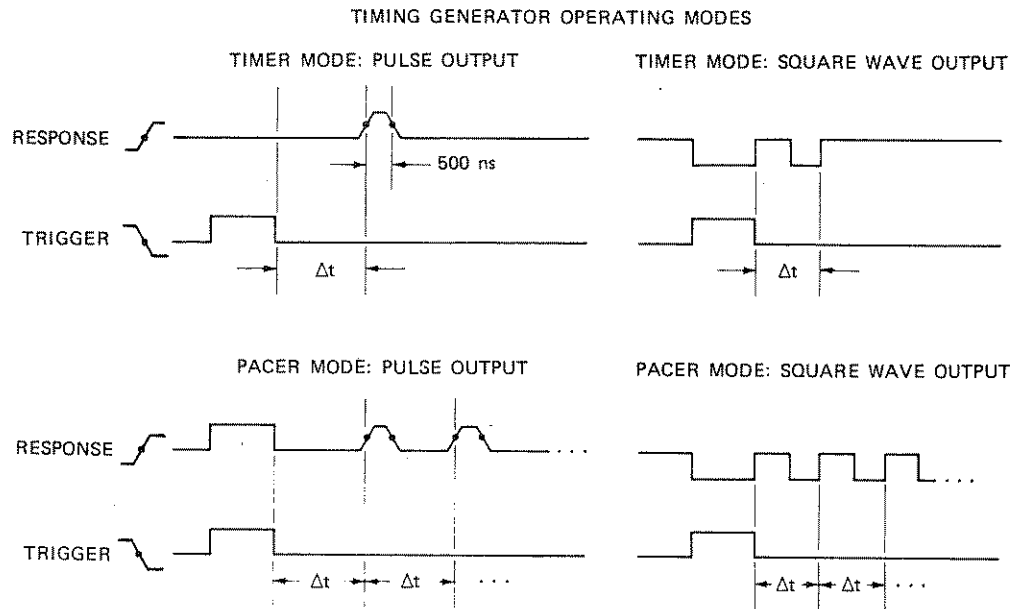 TIMING GENERATOR OPERATING MODES
TIMER MODE: PULSE OUTPUT
RESPONSE
500 ns
TRIGGER
Δt
TIMER MODE: SQUARE WAVE OUTPUT
Δt
PACER MODE: PULSE OUTPUT
RESPONSE
TRIGGER
Δt Δt ...
PACER MODE: SQUARE WAVE OUTPUT
Δt Δt ...